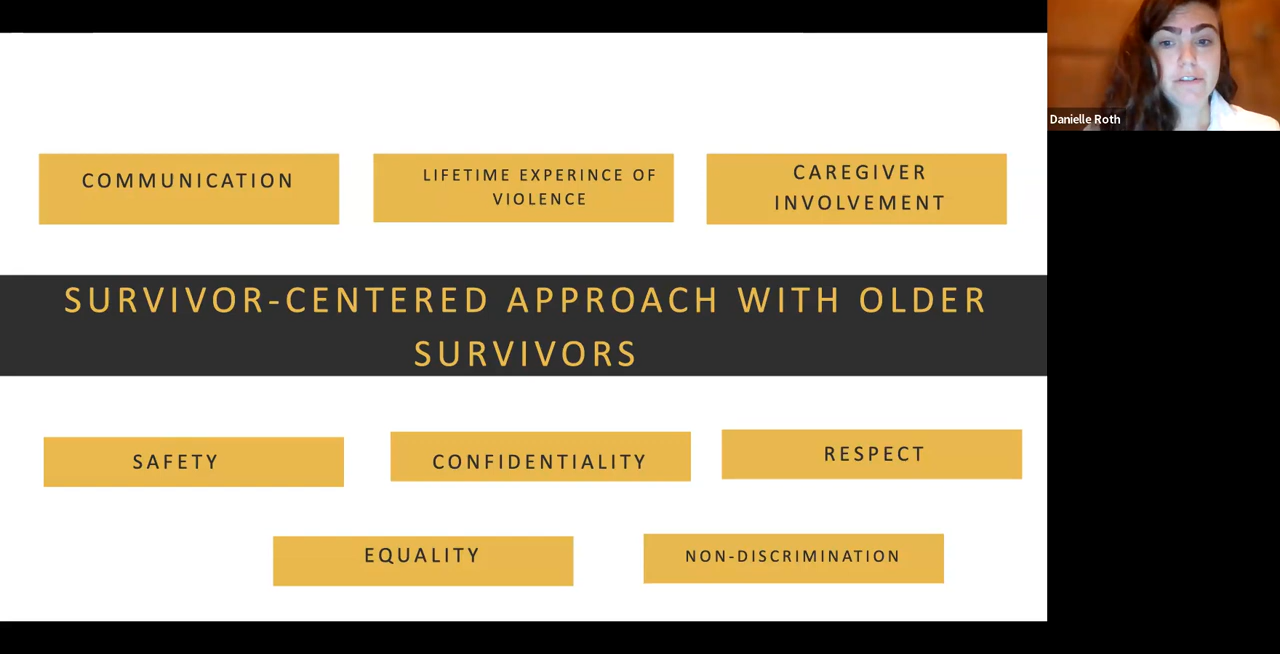 Danielle Roth
COMMUNICATION
LIFETIME EXPERINCE OF
VIOLENCE
CAREGIVER
INVOLVEMENT
SURVIVOR-CENTERED APPROACH WITH OLDER
SURVIVORS
SAFETY
CONFIDENTIALITY
RESPECT
EQUALITY
NON-DISCRIMINATION